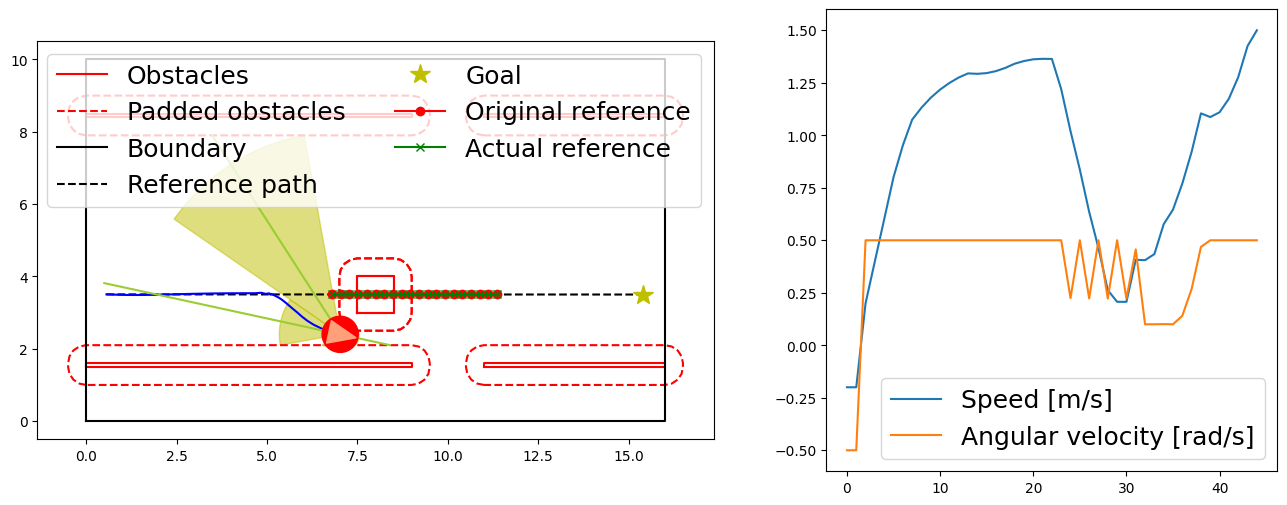 Obstacles
Padded obstacles
Boundary
Reference path
Goal
Original reference
Actual reference
10
8
6
4
2
0
0.0 2.5 5.0 7.5 10.0 12.5 15.0
1.50
1.25
1.00
0.75
0.50
0.25
0.00
−0.25
−0.50
Speed [m/s]
Angular velocity [rad/s]
0 10 20 30 40